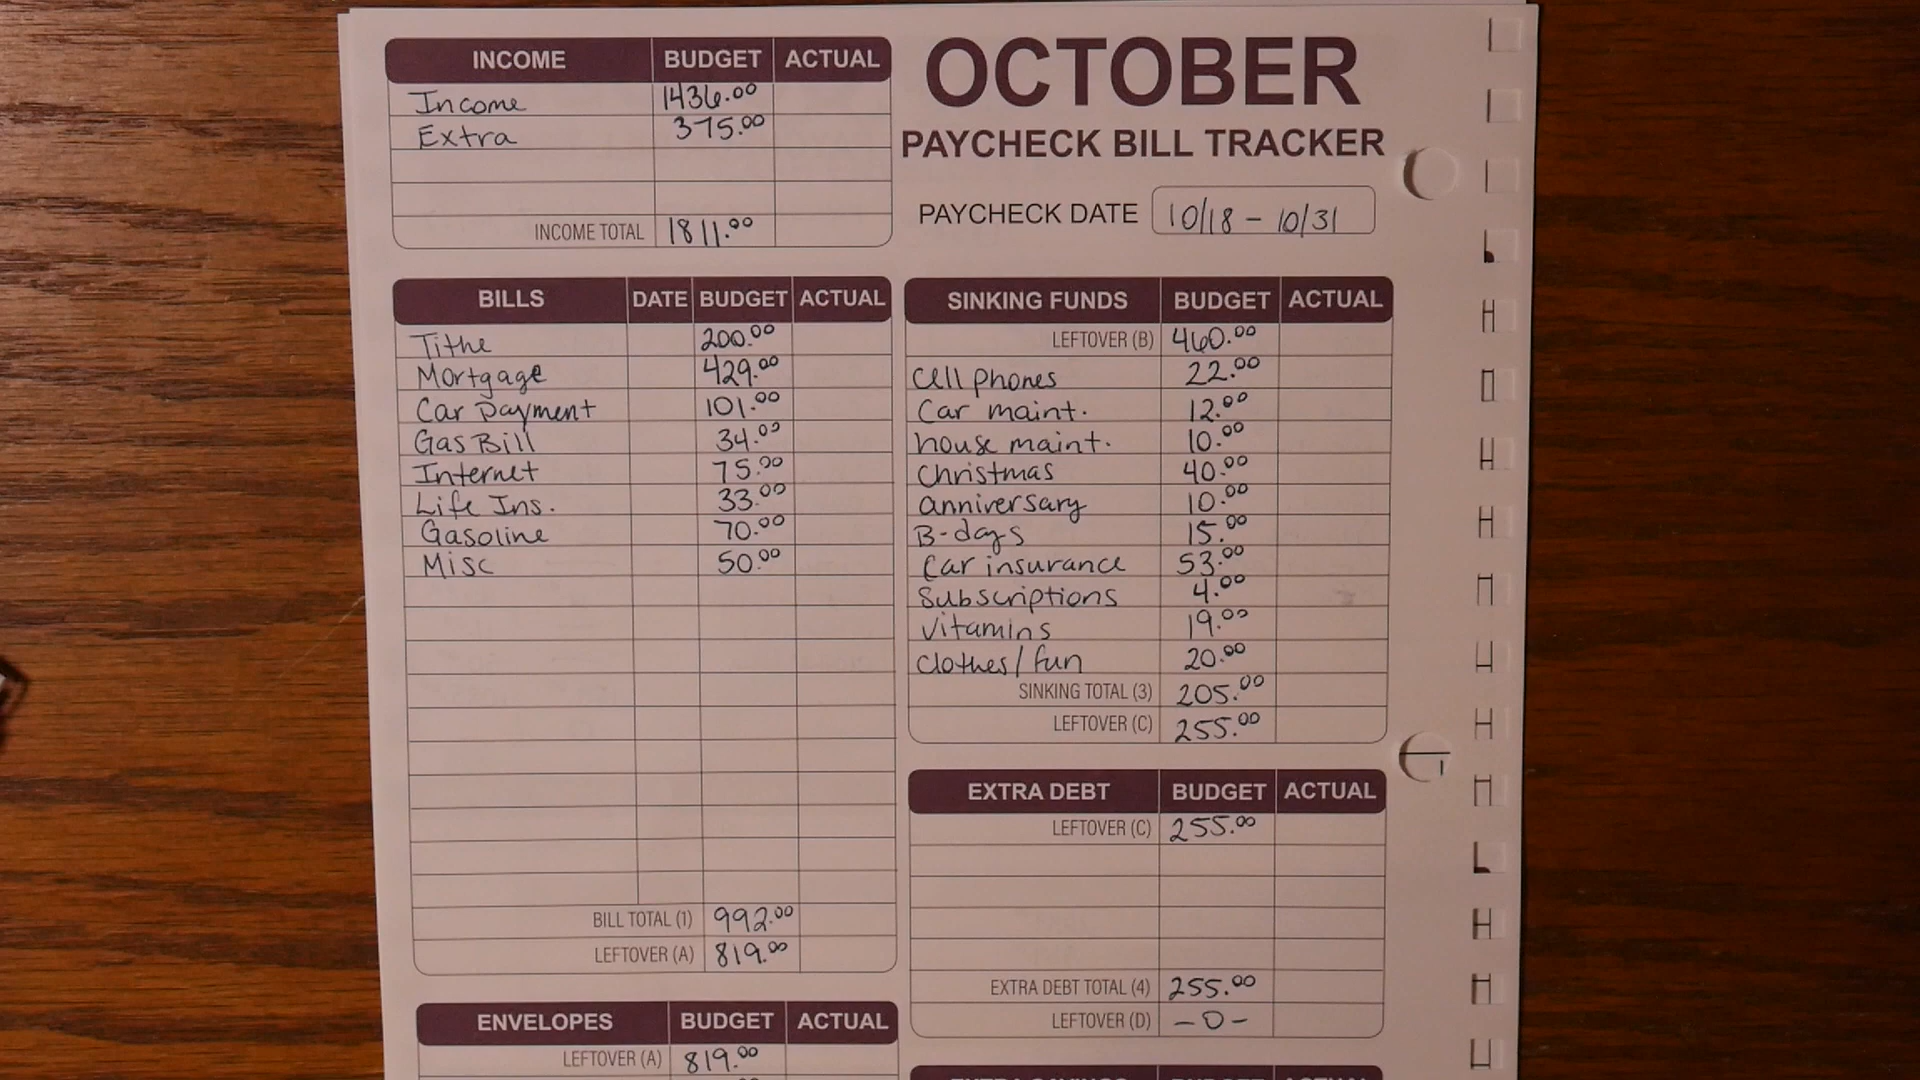 INCOME BUDGET ACTUAL
Income 1436.00
Extra 375.00
INCOME TOTAL 1811.00
OCTOBER
PAYCHECK BILL TRACKER
PAYCHECK DATE 10/18 - 10/31
BILLS DATE BUDGET ACTUAL
Tithe 200.00
Mortgage 429.00
Car payment 101.00
Gas Bill 34.00
Internet 75.00
Life Ins. 33.00
Gasoline 70.00
Misc 50.00
BILL TOTAL (1) 992.00
LEFTOVER (A) 819.00
ENVELOPES BUDGET ACTUAL
LEFTOVER (A) 819.00
SINKING FUNDS BUDGET ACTUAL
LEFTOVER (B) 460.00
Cell phones 22.00
Car maint. 12.00
house maint. 10.00
Christmas 40.00
anniversary 10.00
B-days 15.00
Car insurance 53.00
Subscriptions 4.00
Vitamins 19.00
Clothes/fun 20.00
SINKING TOTAL (3) 205.00
LEFTOVER (C) 255.00
EXTRA DEBT BUDGET ACTUAL
LEFTOVER (C) 255.00
EXTRA DEBT TOTAL (4) 255.00
LEFTOVER (D) -0-
EXTRA SAVINGS BUDGET ACTUAL